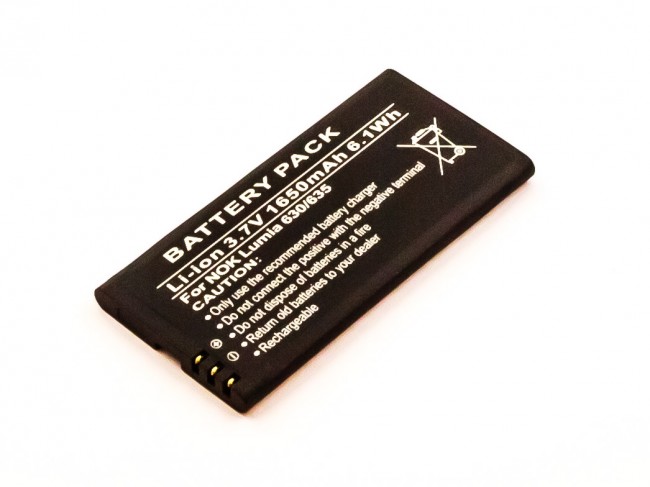 BATTERY PACK
Li-ion 3.7V 1650mAh 6.1Wh
For NOK Lumia 630/635
CAUTION:
•Only use the recommended battery charger
•Do not connect the positive with the negative terminal
•Do not dispose of batteries in a fire
•Return old batteries to your dealer
•Rechargeable
+ -